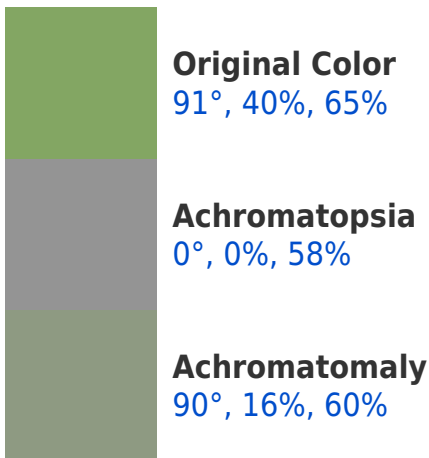 Original Color
91°, 40%, 65%
Achromatopsia
0°, 0%, 58%
Achromatomaly
90°, 16%, 60%